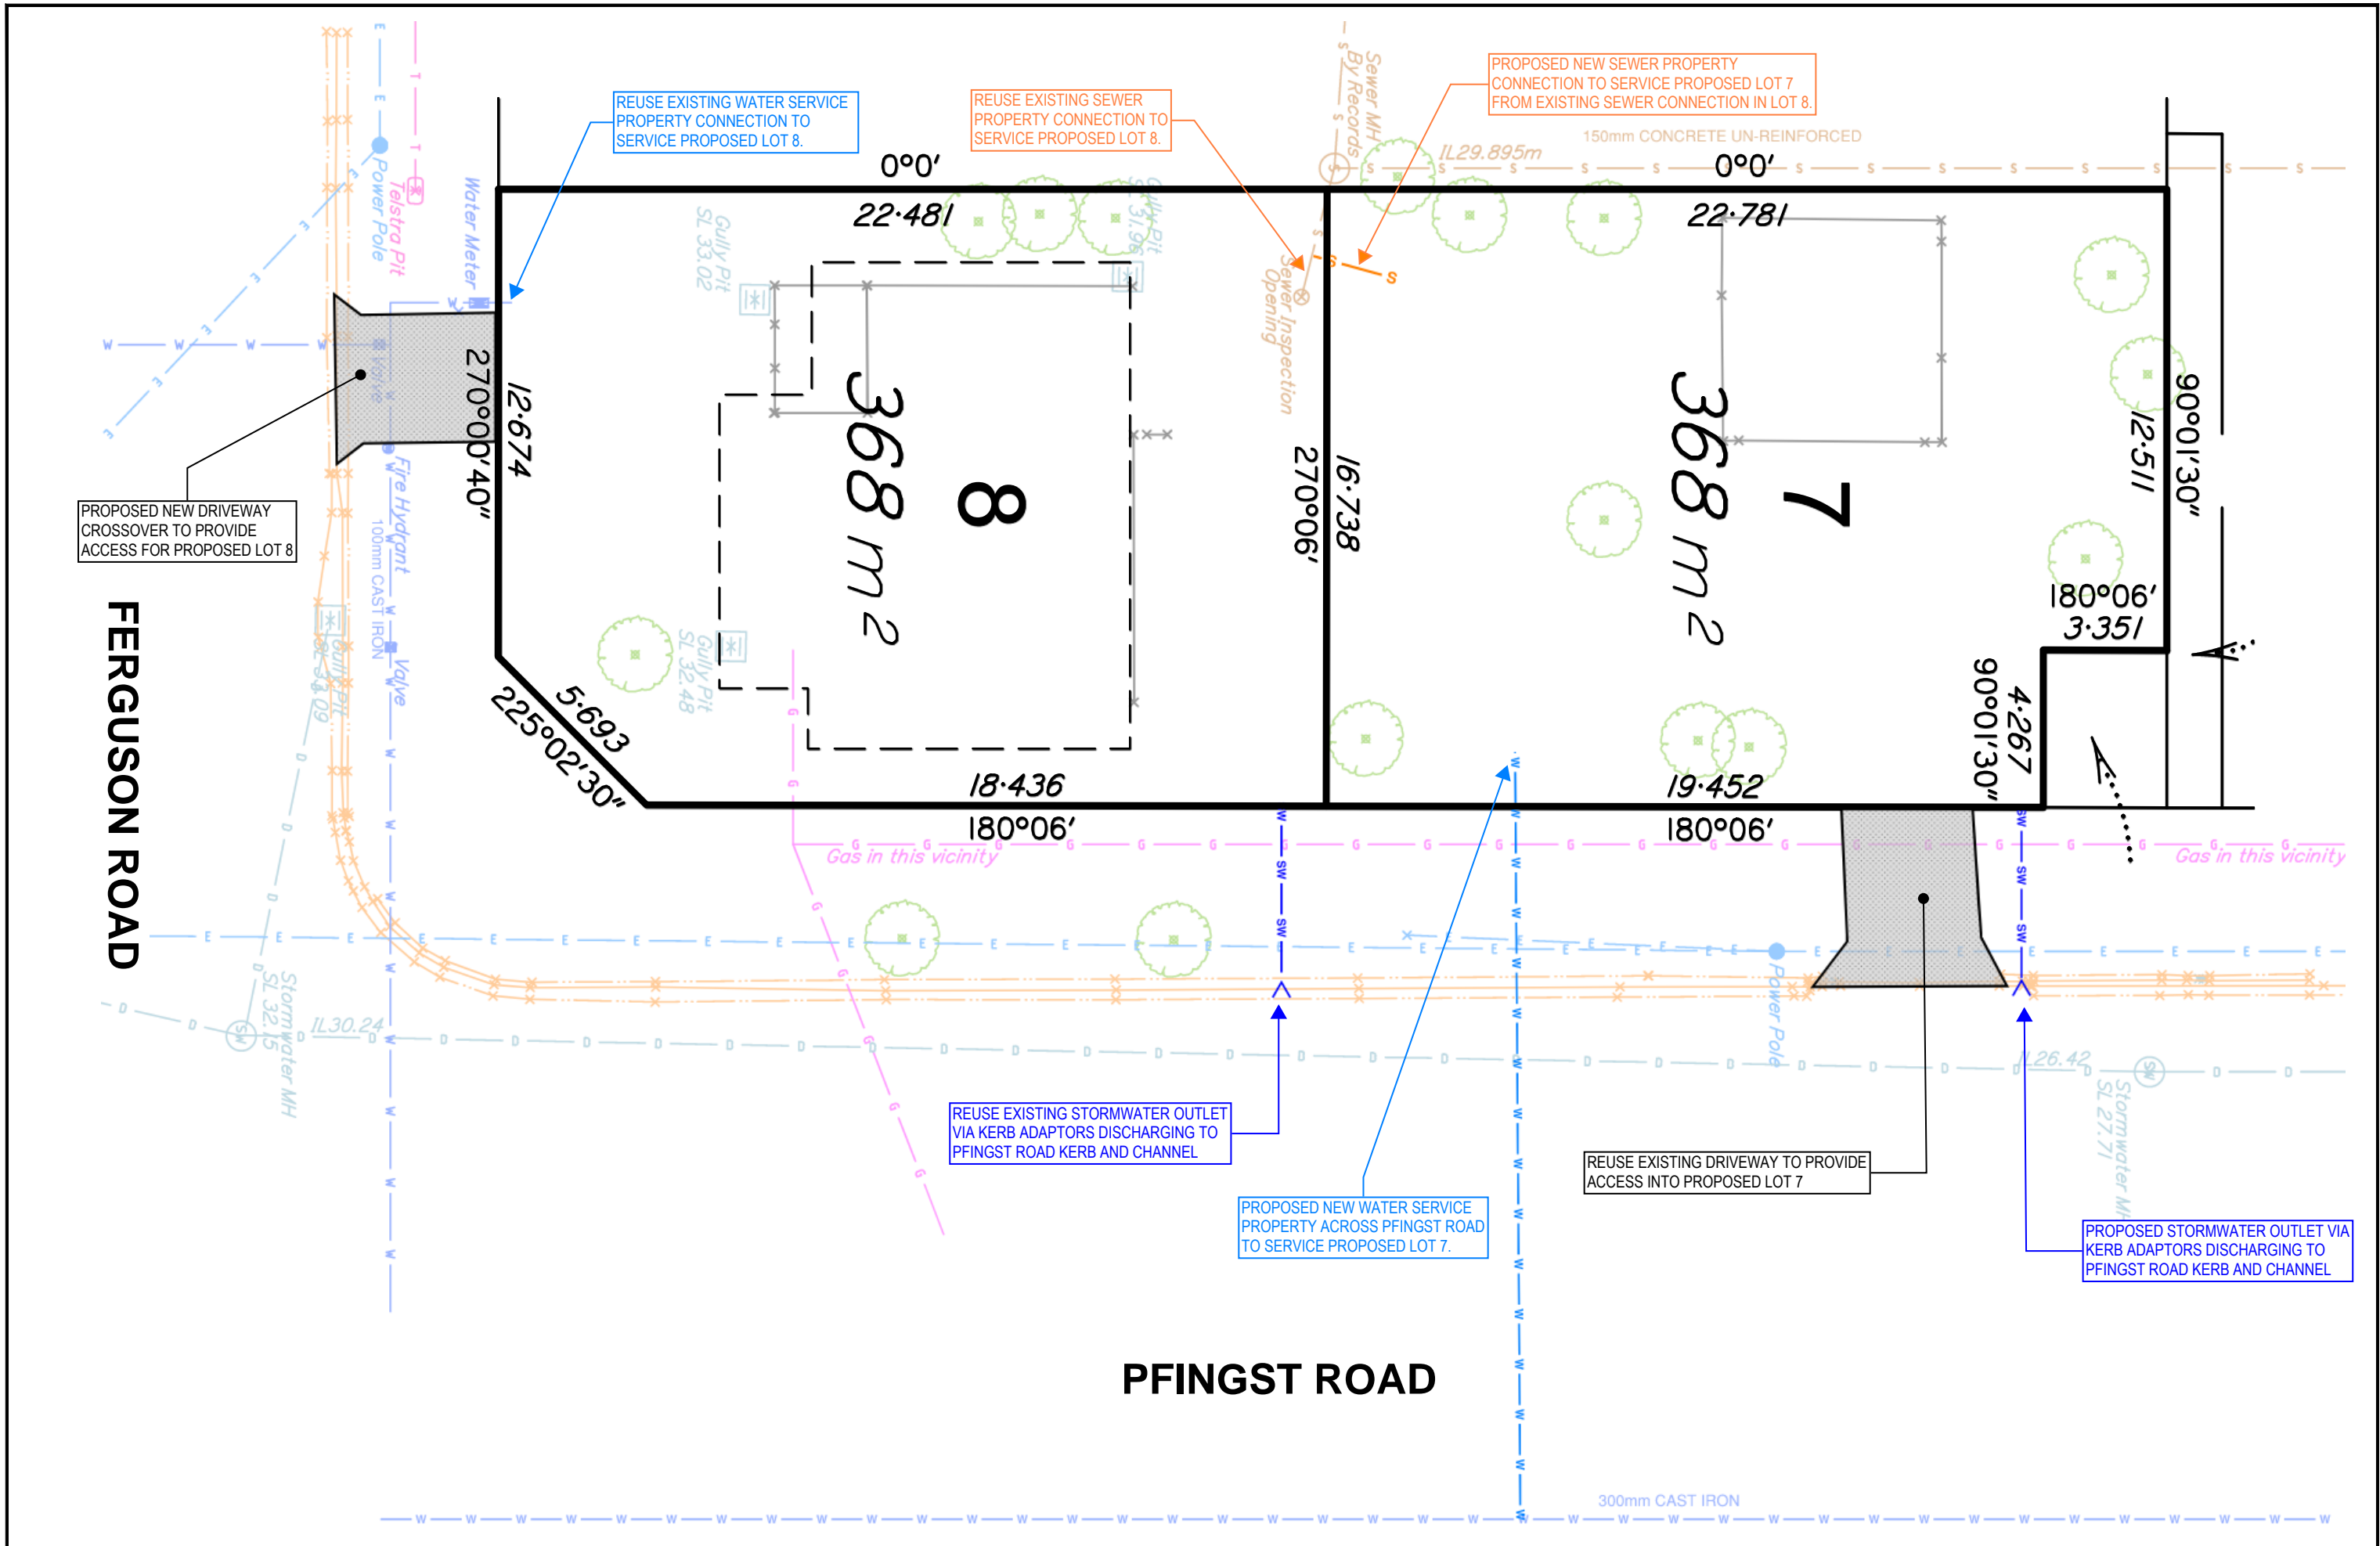 REUSE EXISTING WATER SERVICE
PROPERTY CONNECTION TO
SERVICE PROPOSED LOT 8.
REUSE EXISTING SEWER
PROPERTY CONNECTION TO
SERVICE PROPOSED LOT 8.
PROPOSED NEW SEWER PROPERTY
CONNECTION TO SERVICE PROPOSED LOT 7
FROM EXISTING SEWER CONNECTION IN LOT 8.
Sewer MH
By Records
150mm CONCRETE UN-REINFORCED
IL29.895m
Power Pole
Telstra Pit
Water Meter
0°0'
22·481
0°0'
22·781
Gully Pit
SL 33.02
Gully Pit
SL 31.96
Sewer Inspection
Opening
Valve
270°00'40"
12·674
8
368 m 2
270°06'
16·738
7
368 m 2
90°01'30"
12·511
180°06'
3·351
4·267
90°01'30"
PROPOSED NEW DRIVEWAY
CROSSOVER TO PROVIDE
ACCESS FOR PROPOSED LOT 8
Fire Hydrant
100mm CAST IRON
Valve
Gully Pit
Gully Pit
SL 32.48
FERGUSON ROAD
5·693
225°02'30"
18·436
180°06'
19·452
180°06'
Gas in this vicinity
Gas in this vicinity
Stormwater MH
SL 32.15
IL30.24
Power Pole
IL26.42
Stormwater MH
SL 27.71
REUSE EXISTING STORMWATER OUTLET
VIA KERB ADAPTORS DISCHARGING TO
PFINGST ROAD KERB AND CHANNEL
REUSE EXISTING DRIVEWAY TO PROVIDE
ACCESS INTO PROPOSED LOT 7
PROPOSED NEW WATER SERVICE
PROPERTY ACROSS PFINGST ROAD
TO SERVICE PROPOSED LOT 7.
PROPOSED STORMWATER OUTLET VIA
KERB ADAPTORS DISCHARGING TO
PFINGST ROAD KERB AND CHANNEL
PFINGST ROAD
300mm CAST IRON